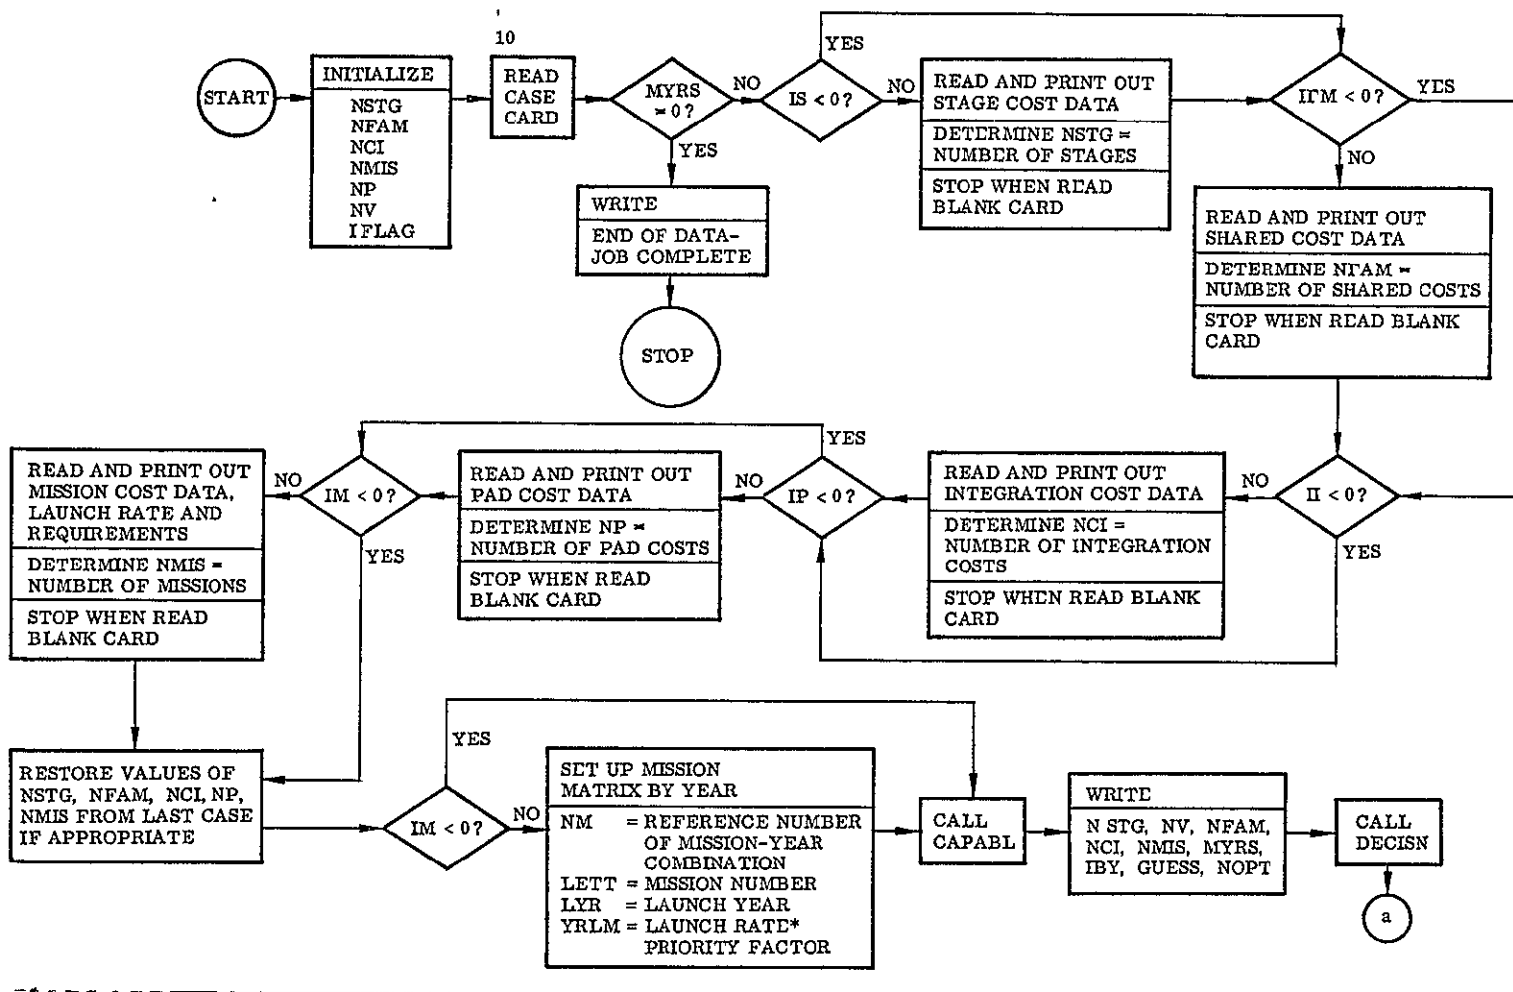 10
START
INITIALIZE
NSTG
NFAM
NCI
NMIS
NP
NV
IFLAG
READ
CASE
CARD
MYRS
= 0?
NO
YES
WRITE
END OF DATA-
JOB COMPLETE
STOP
IS < 0?
YES
NO
READ AND PRINT OUT
STAGE COST DATA
DETERMINE NSTG =
NUMBER OF STAGES
STOP WHEN READ
BLANK CARD
IFM < 0?
YES
NO
READ AND PRINT OUT
SHARED COST DATA
DETERMINE NFAM =
NUMBER OF SHARED COSTS
STOP WHEN READ BLANK
CARD
II < 0?
NO
YES
READ AND PRINT OUT
INTEGRATION COST DATA
DETERMINE NCI =
NUMBER OF INTEGRATION
COSTS
STOP WHEN READ BLANK
CARD
IP < 0?
YES
NO
READ AND PRINT OUT
PAD COST DATA
DETERMINE NP =
NUMBER OF PAD COSTS
STOP WHEN READ
BLANK CARD
IM < 0?
NO
YES
READ AND PRINT OUT
MISSION COST DATA,
LAUNCH RATE AND
REQUIREMENTS
DETERMINE NMIS =
NUMBER OF MISSIONS
STOP WHEN READ
BLANK CARD
RESTORE VALUES OF
NSTG, NFAM, NCI, NP,
NMIS FROM LAST CASE
IF APPROPRIATE
IM < 0?
YES
NO
SET UP MISSION
MATRIX BY YEAR
NM = REFERENCE NUMBER
OF MISSION-YEAR
COMBINATION
LETT = MISSION NUMBER
LYR = LAUNCH YEAR
YRLM = LAUNCH RATE*
PRIORITY FACTOR
CALL
CAPABL
WRITE
NSTG, NV, NFAM,
NCI, NMIS, MYRS,
IBY, GUESS, NOPT
CALL
DECISN
a